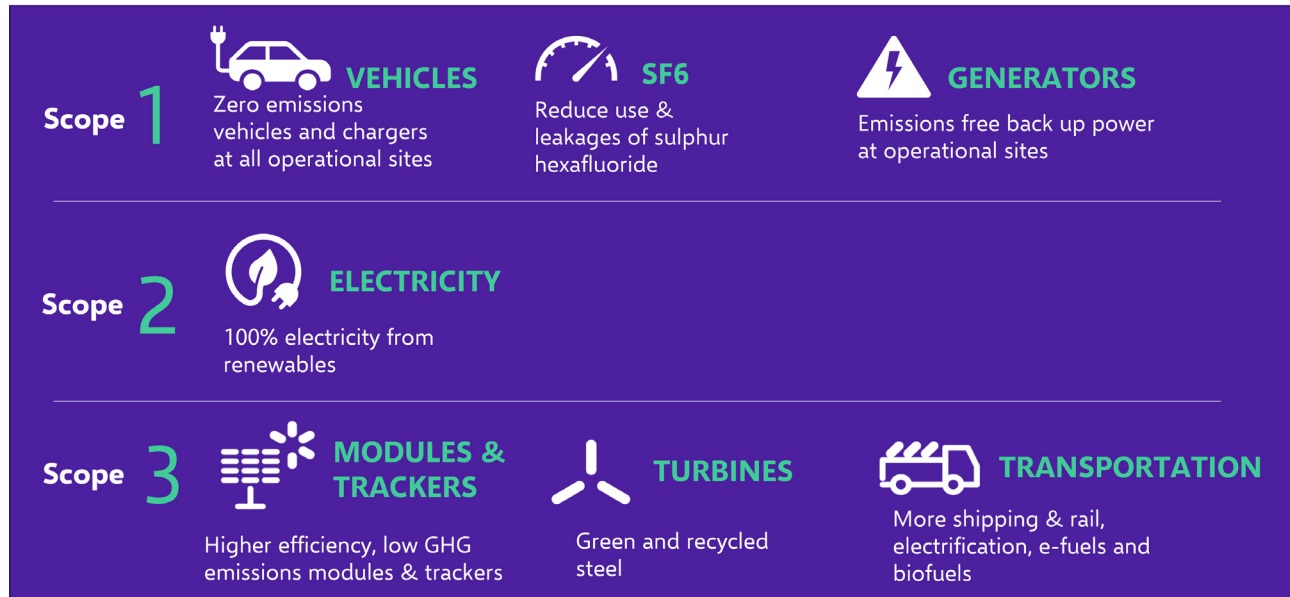 Scope 1
VEHICLES
Zero emissions
vehicles and chargers
at all operational sites
SF6
Reduce use &
leakages of sulphur
hexafluoride
GENERATORS
Emissions free back up power
at operational sites
Scope 2
ELECTRICITY
100% electricity from
renewables
Scope 3
MODULES &
TRACKERS
Higher efficiency, low GHG
emissions modules & trackers
TURBINES
Green and recycled
steel
TRANSPORTATION
More shipping & rail,
electrification, e-fuels and
biofuels